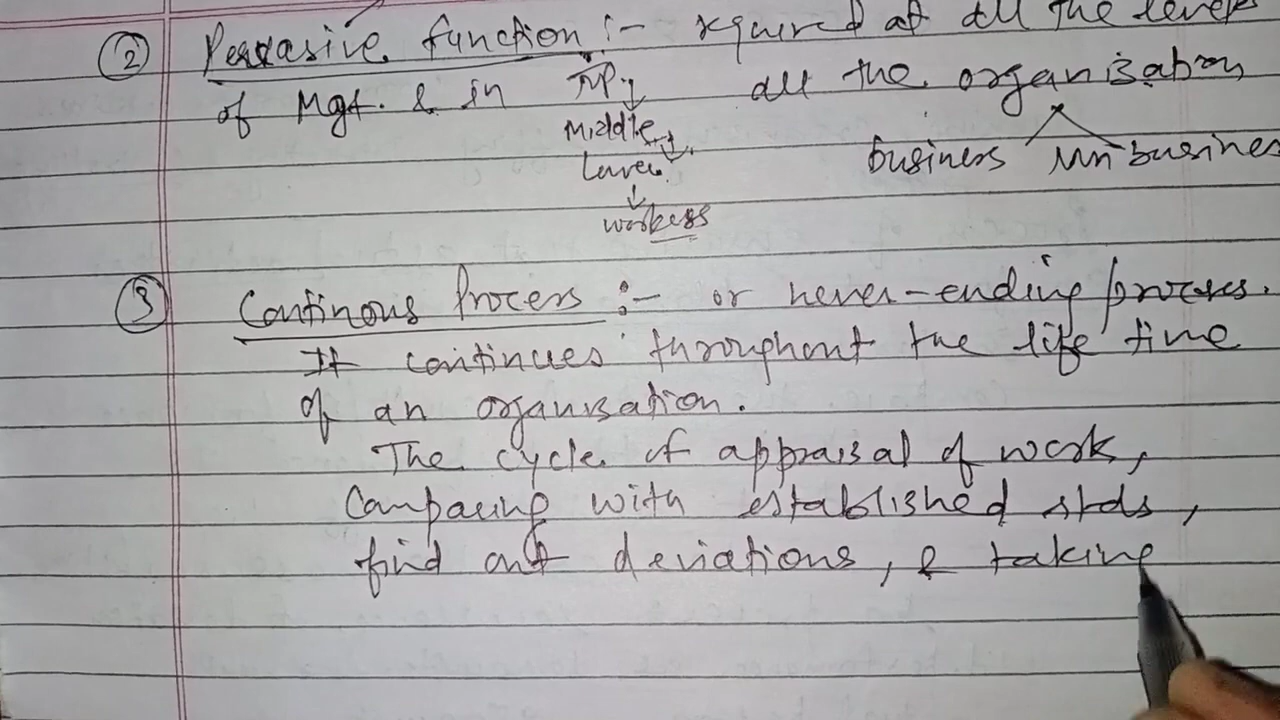 ② Pervasive function :- required at all the levels
of Mgt. & in all the organisation
TOP
Middle
Lower
workers
business Non-business
③ Continous Process :- or never-ending process.
It continues throughout the life time
of an organisation.
The cycle of appraisal of work,
Comparing with established stds,
find out deviations, & taking